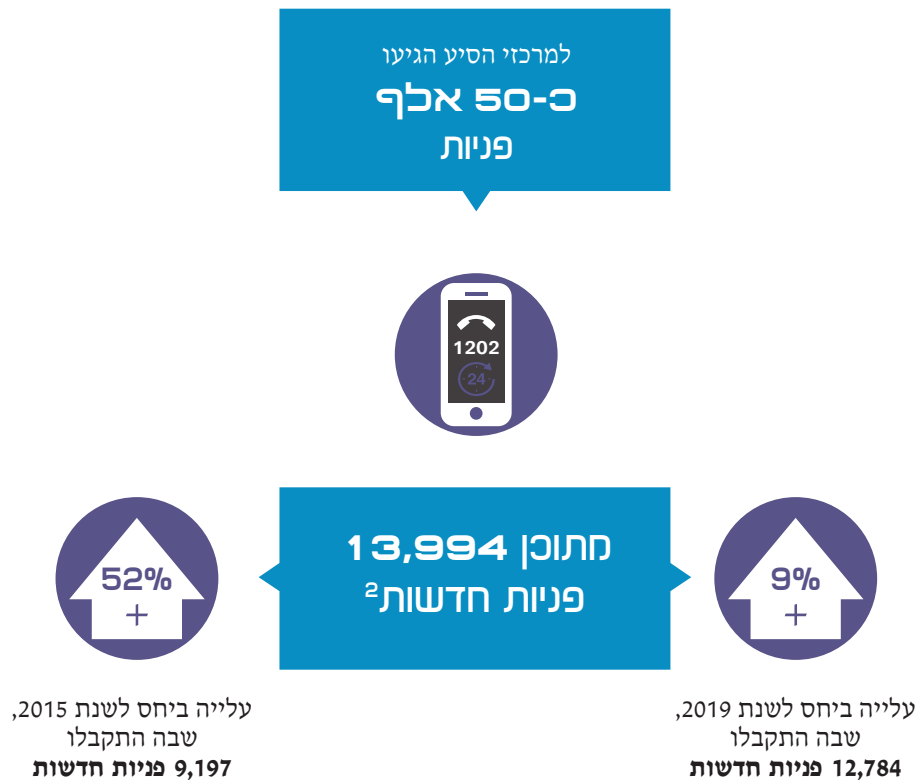 למרכזי הסיע הגיעו
כ-50 אלף
פניות
1202
24
מתוכן 13,994
פניות חדשות²
9%
+
עלייה ביחס לשנת 2019,
שבה התקבלו
12,784 פניות חדשות
52%
+
עלייה ביחס לשנת 2015,
שבה התקבלו
9,197 פניות חדשות